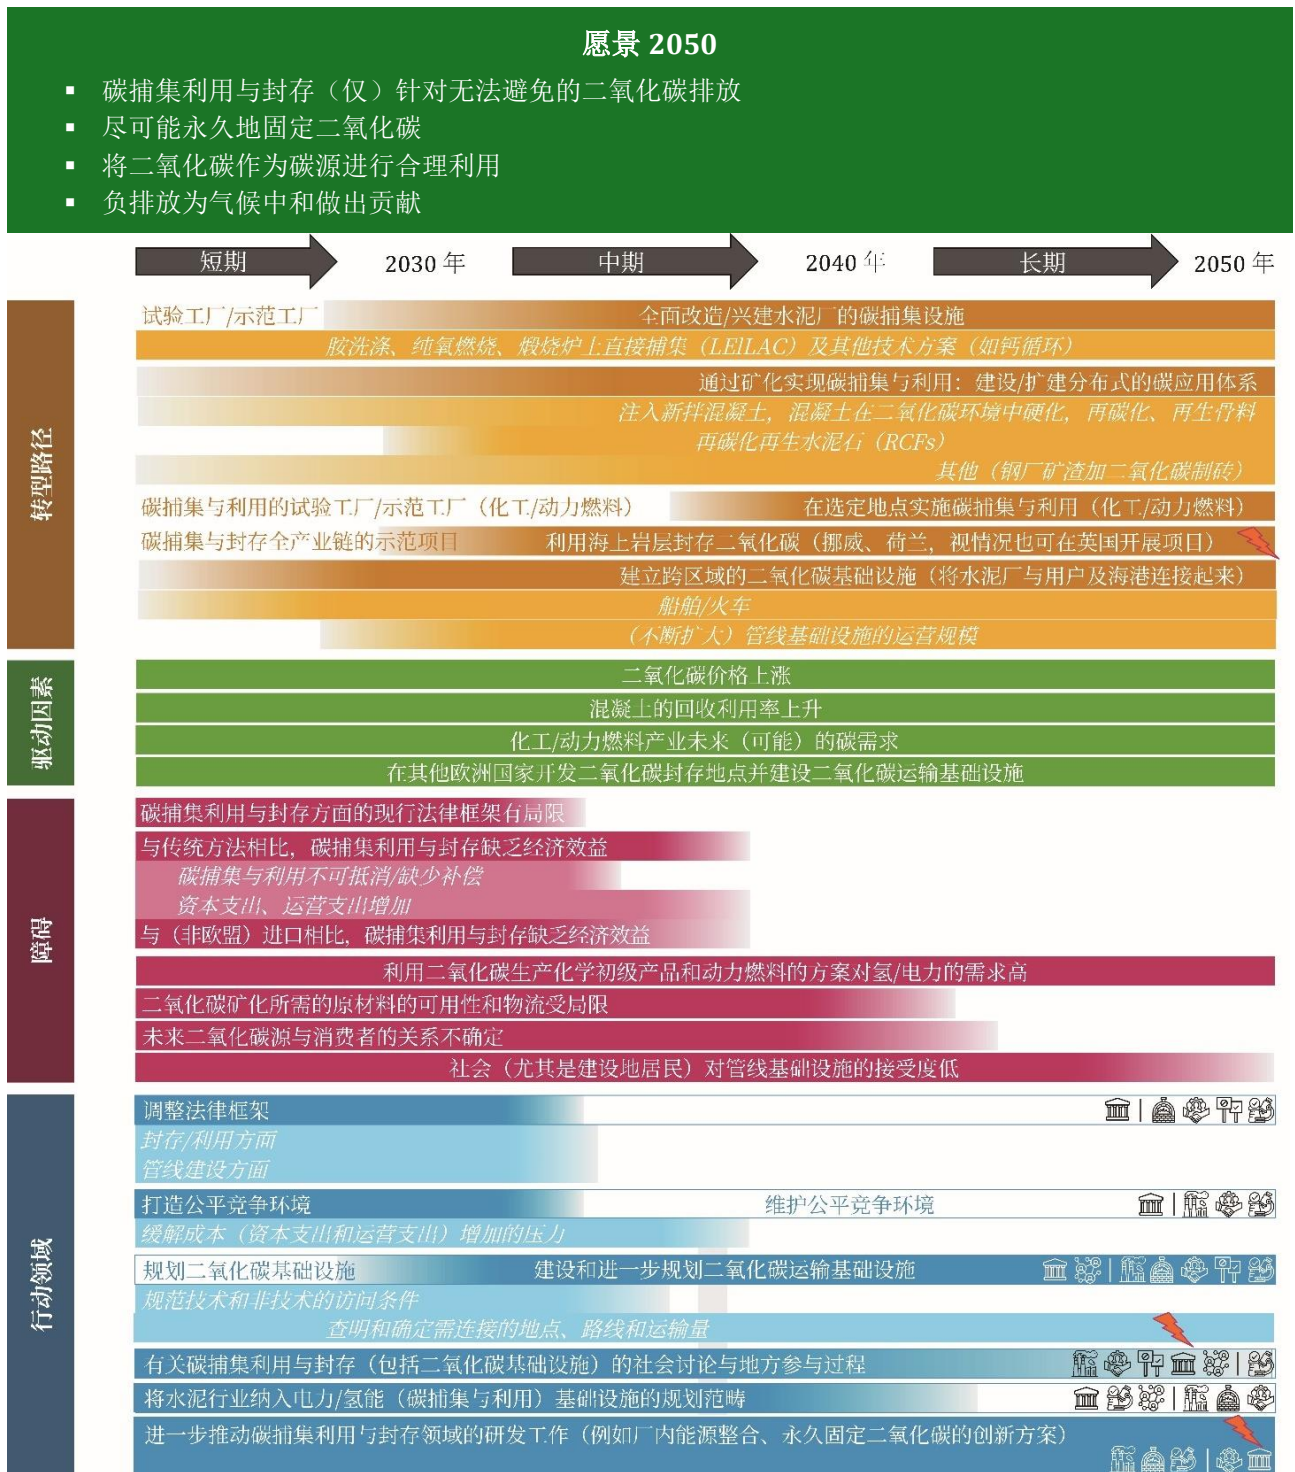 愿景 2050
▪ 碳捕集利用与封存（仅）针对无法避免的二氧化碳排放
▪ 尽可能永久地固定二氧化碳
▪ 将二氧化碳作为碳源进行合理利用
▪ 负排放为气候中和做出贡献
短期 2030 年 中期 2040 年 长期 2050 年
转型路径
试验工厂/示范工厂 全面改造/兴建水泥厂的碳捕集设施
胺洗涤、纯氧燃烧、煅烧炉上直接捕集（LEILAC）及其他技术方案（如钙循环）
通过矿化实现碳捕集与利用：建设/扩建分布式的碳应用体系
注入新拌混凝土，混凝土在二氧化碳环境中硬化，再碳化、再生骨料
再碳化再生水泥石（RCFs）
其他（钢厂矿渣加二氧化碳制砖）
碳捕集与利用的试验工厂/示范工厂（化工/动力燃料） 在选定地点实施碳捕集与利用（化工/动力燃料）
碳捕集与封存全产业链的示范项目 利用海上岩层封存二氧化碳（挪威、荷兰，视情况也可在英国开展项目）
建立跨区域的二氧化碳基础设施（将水泥厂与用户及海港连接起来）
船舶/火车
（不断扩大）管线基础设施的运营规模
驱动因素
二氧化碳价格上涨
混凝土的回收利用率上升
化工/动力燃料产业未来（可能）的碳需求
在其他欧洲国家开发二氧化碳封存地点并建设二氧化碳运输基础设施
障碍
碳捕集利用与封存方面的现行法律框架有局限
与传统方法相比，碳捕集利用与封存缺乏经济效益
碳捕集与利用不可抵消/缺少补偿
资本支出、运营支出增加
与（非欧盟）进口相比，碳捕集利用与封存缺乏经济效益
利用二氧化碳生产化学初级产品和动力燃料的方案对氢/电力的需求高
二氧化碳矿化所需的原材料的可用性和物流受局限
未来二氧化碳源与消费者的关系不确定
社会（尤其是建设地居民）对管线基础设施的接受度低
行动领域
调整法律框架
封存/利用方面
管线建设方面
打造公平竞争环境 维护公平竞争环境
缓解成本（资本支出和运营支出）增加的压力
规划二氧化碳基础设施 建设和进一步规划二氧化碳运输基础设施
规范技术和非技术的访问条件
查明和确定需连接的地点、路线和运输量
有关碳捕集利用与封存（包括二氧化碳基础设施）的社会讨论与地方参与过程
将水泥行业纳入电力/氢能（碳捕集与利用）基础设施的规划范畴
进一步推动碳捕集利用与封存领域的研发工作（例如厂内能源整合、永久固定二氧化碳的创新方案）